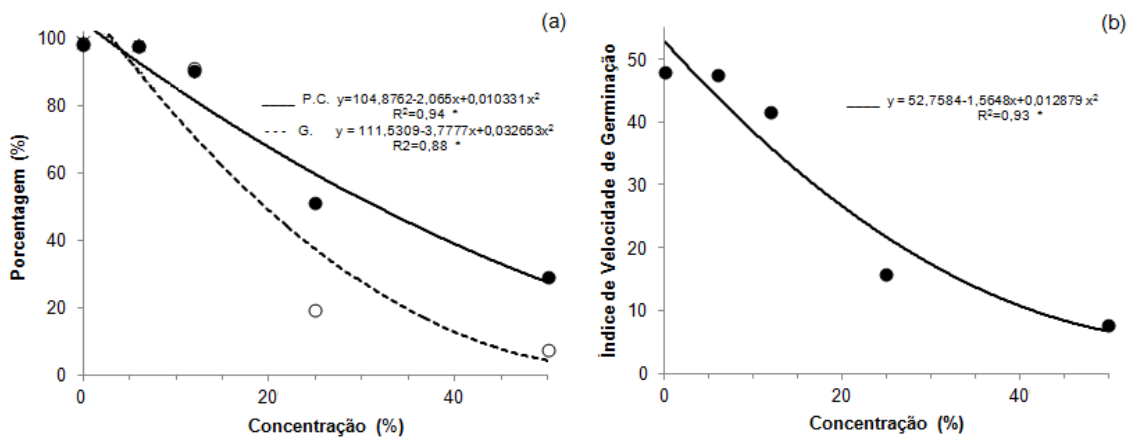 (a)
100
80
60
40
20
0
Porcentagem (%)
P.C. y=104,8762-2,065x+0,010331x²
R²=0,94 *
G. y = 111,5309-3,7777x+0,032653x²
R2=0,88 *
0
20
40
Concentração (%)
(b)
50
40
30
20
10
0
Índice de Velocidade de Germinação
y = 52,7584-1,5648x+0,012879x²
R²=0,93 *
0
20
40
Concentração (%)